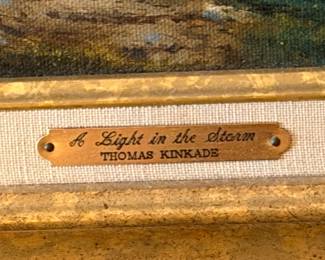 A Light in the Storm
THOMAS KINKADE